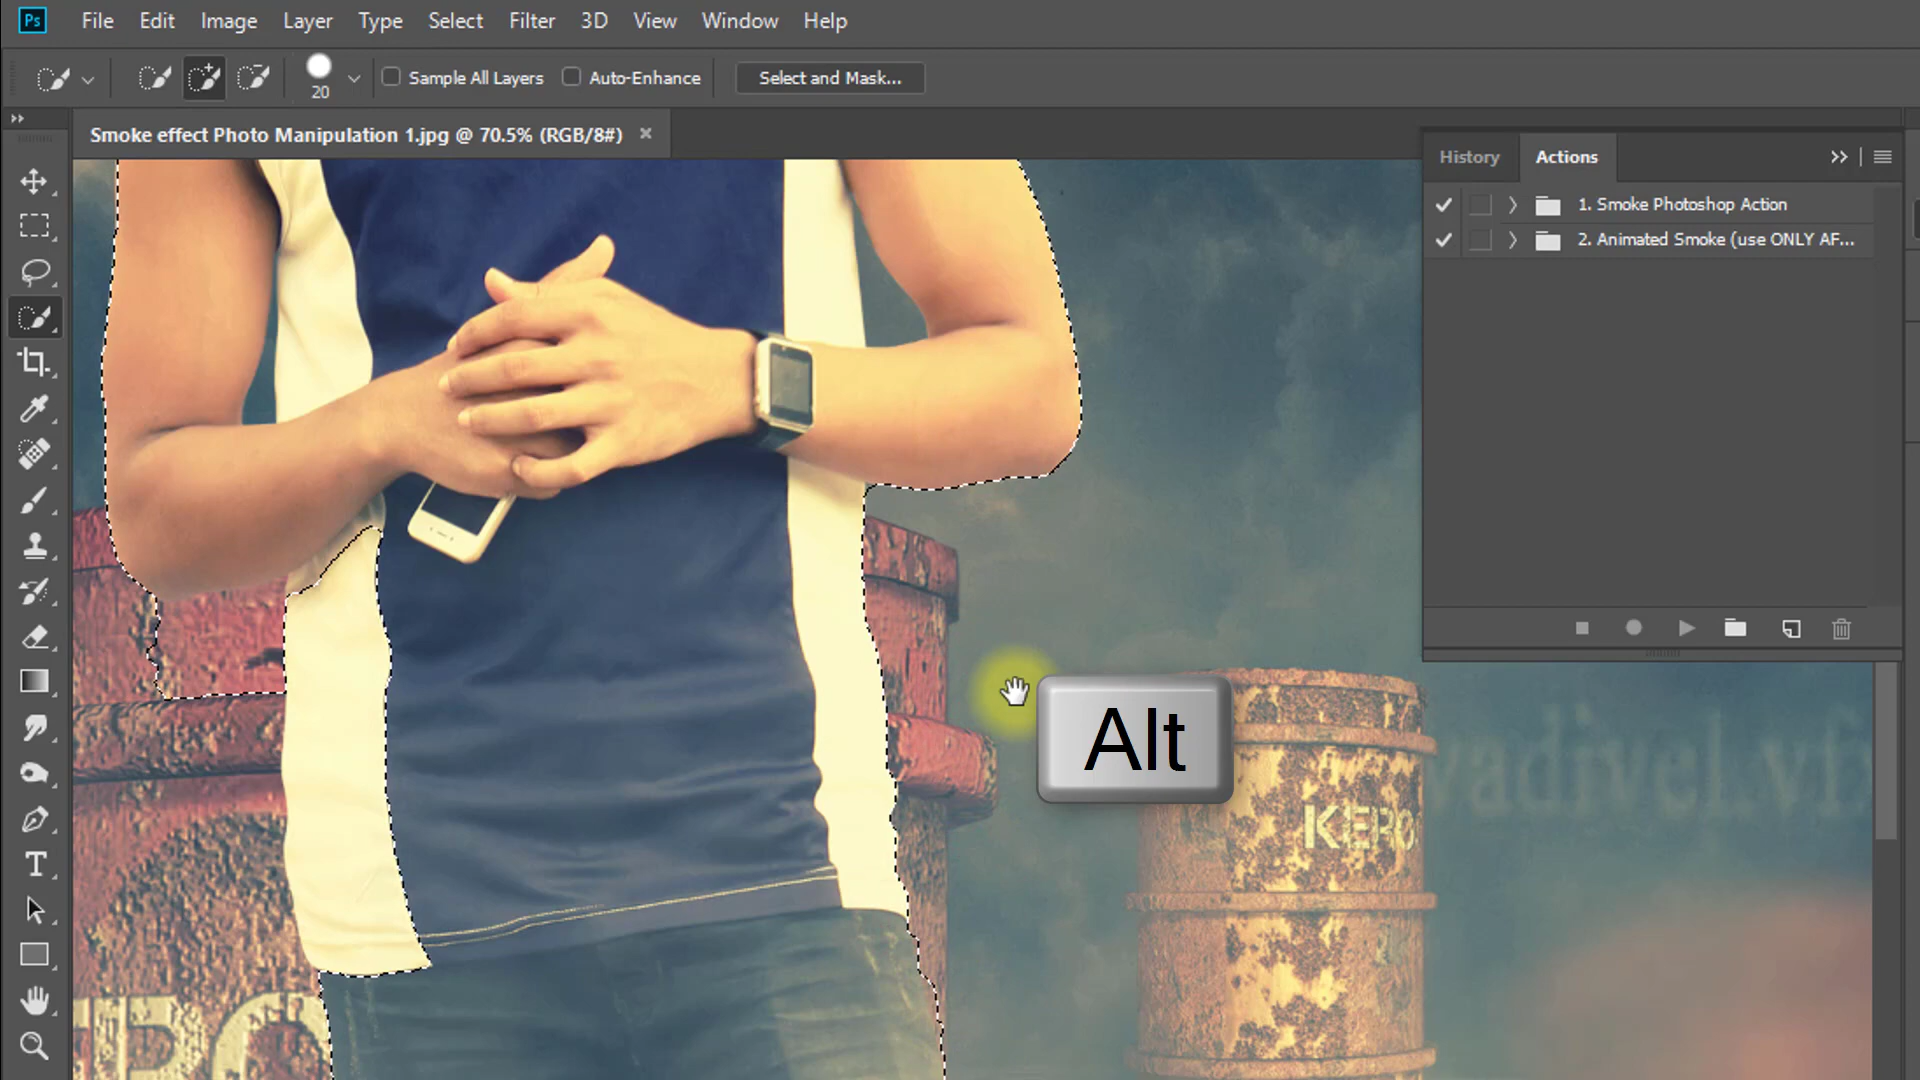 Ps File Edit Image Layer Type Select Filter 3D View Window Help
20 Sample All Layers Auto-Enhance Select and Mask...
Smoke effect Photo Manipulation 1.jpg @ 70.5% (RGB/8#) ×
History Actions
1. Smoke Photoshop Action
2. Animated Smoke (use ONLY AF...
Alt
vadivel.vf
KERO
T